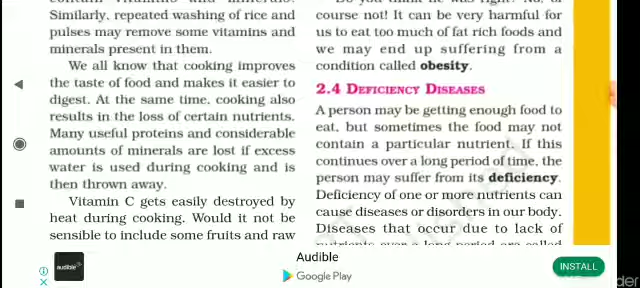 Similarly, repeated washing of rice and
pulses may remove some vitamins and
minerals present in them.
We all know that cooking improves
the taste of food and makes it easier to
digest. At the same time, cooking also
results in the loss of certain nutrients.
Many useful proteins and considerable
amounts of minerals are lost if excess
water is used during cooking and is
then thrown away.
Vitamin C gets easily destroyed by
heat during cooking. Would it not be
sensible to include some fruits and raw
course not! It can be very harmful for
us to eat too much of fat rich foods and
we may end up suffering from a
condition called obesity.
2.4 DEFICIENCY DISEASES
A person may be getting enough food to
eat, but sometimes the food may not
contain a particular nutrient. If this
continues over a long period of time, the
person may suffer from its deficiency.
Deficiency of one or more nutrients can
cause diseases or disorders in our body.
Diseases that occur due to lack of
nutrients over a long period are called
audible
Audible
Google Play
INSTALL